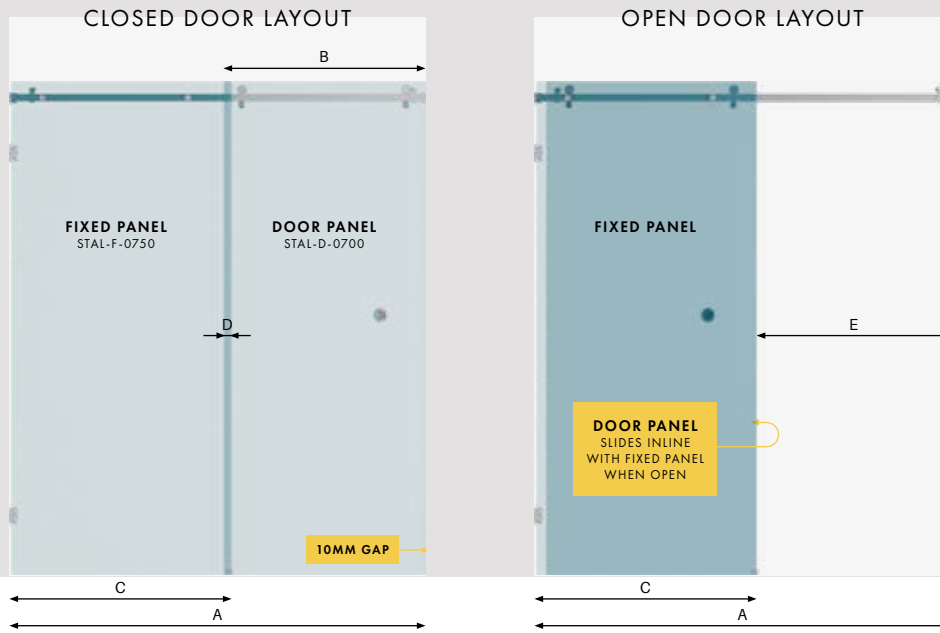 CLOSED DOOR LAYOUT
B
FIXED PANEL
STAL-F-0750
DOOR PANEL
STAL-D-0700
D
10MM GAP
C
A
OPEN DOOR LAYOUT
FIXED PANEL
E
DOOR PANEL
SLIDES INLINE
WITH FIXED PANEL
WHEN OPEN
C
A